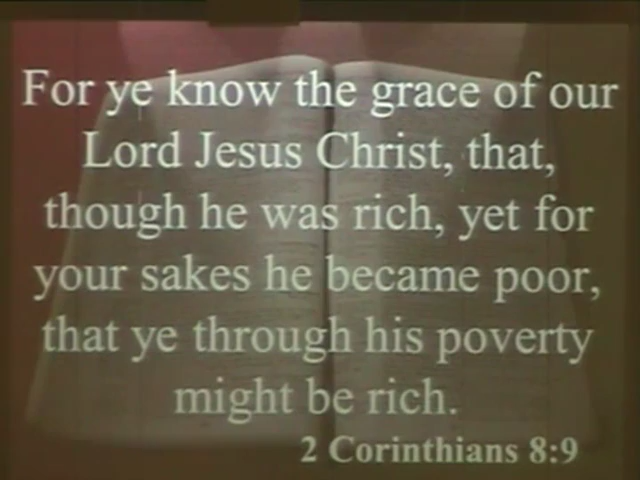 For ye know the grace of our
Lord Jesus Christ, that,
though he was rich, yet for
your sakes he became poor,
that ye through his poverty
might be rich.
2 Corinthians 8:9